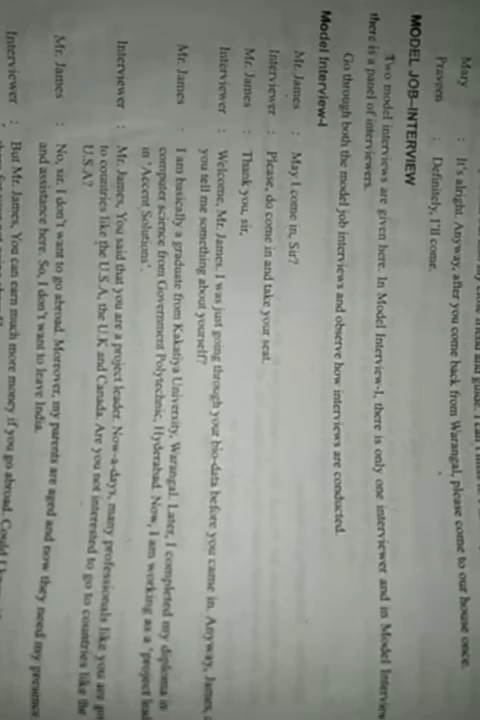 Mary : It's alright. Anyway, after you come back from Warangal, please come to our house once.
Praveen : Definitely, I'll come.
MODEL JOB–INTERVIEW
Two model interviews are given here. In Model Interview-I, there is only one interviewer and in Model Interview
there is a panel of interviewers.
Go through both the model job interviews and observe how interviews are conducted.
Model Interview-I
Mr. James : May I come in, Sir?
Interviewer : Please, do come in and take your seat.
Mr. James : Thank you, sir,
Interviewer : Welcome, Mr. James. I was just going through your bio-data before you came in. Anyway, James,
you tell me something about yourself?
Mr. James : I am basically a graduate from Kakatiya University, Warangal. Later, I completed my diploma in
computer science from Government Polytechnic, Hyderabad. Now, I am working as a 'project
in 'Accent Solutions'.
Interviewer : Mr. James, You said that you are a project leader. Now-a-days, many professionals like you are
to countries like the U.S.A, the U.K and Canada. Are you not interested to go to countries like the
U.S.A?
Mr. James : No, sir. I don't want to go abroad. Moreover, my parents are aged and now they need my presence
and assistance here. So, I don't want to leave India.
Interviewer : But Mr. James, You can earn much more money if you go abroad. Could I